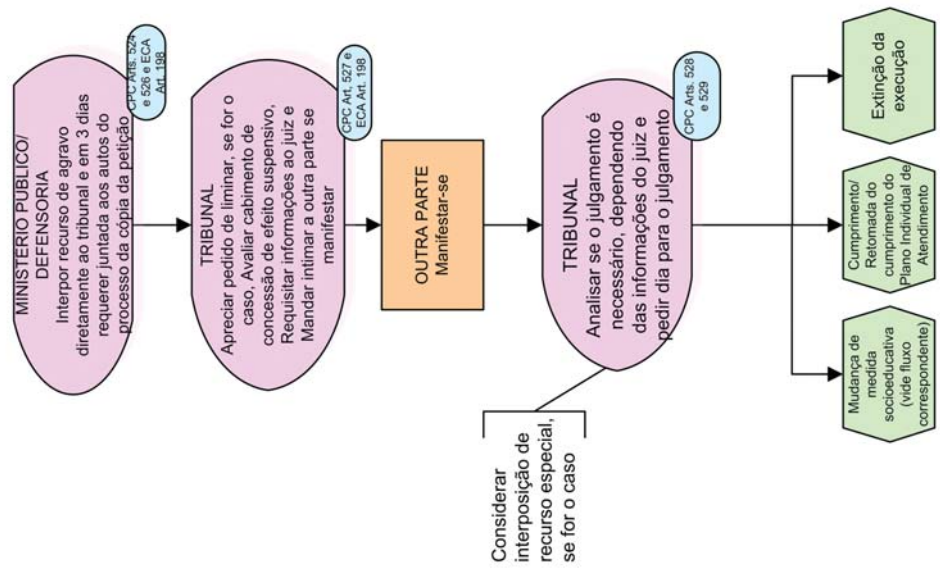 MINISTÉRIO PÚBLICO/
DEFENSORIA
Interpor recurso de agravo
diretamente ao tribunal e em 3 dias
requerer juntada aos autos do
processo da cópia da petição
CPC Arts. 524
e 526 e ECA
Art. 198
TRIBUNAL
Apreciar pedido de liminar, se for o
caso, Avaliar cabimento de
concessão de efeito suspensivo,
Requisitar informações ao juiz e
Mandar intimar a outra parte se
manifestar
CPC Art, 527 e
ECA Art. 198
OUTRA PARTE
Manifestar-se
TRIBUNAL
Analisar se o julgamento é
necessário, dependendo
das informações do juiz e
pedir dia para o julgamento
CPC Arts. 528
e 529
Considerar
interposição de
recurso especial,
se for o caso
Mudança de
medida
socioeducativa
(vide fluxo
correspondente)
Cumprimento/
Retomada do
cumprimento do
Plano Individual de
Atendimento
Extinção da
execução